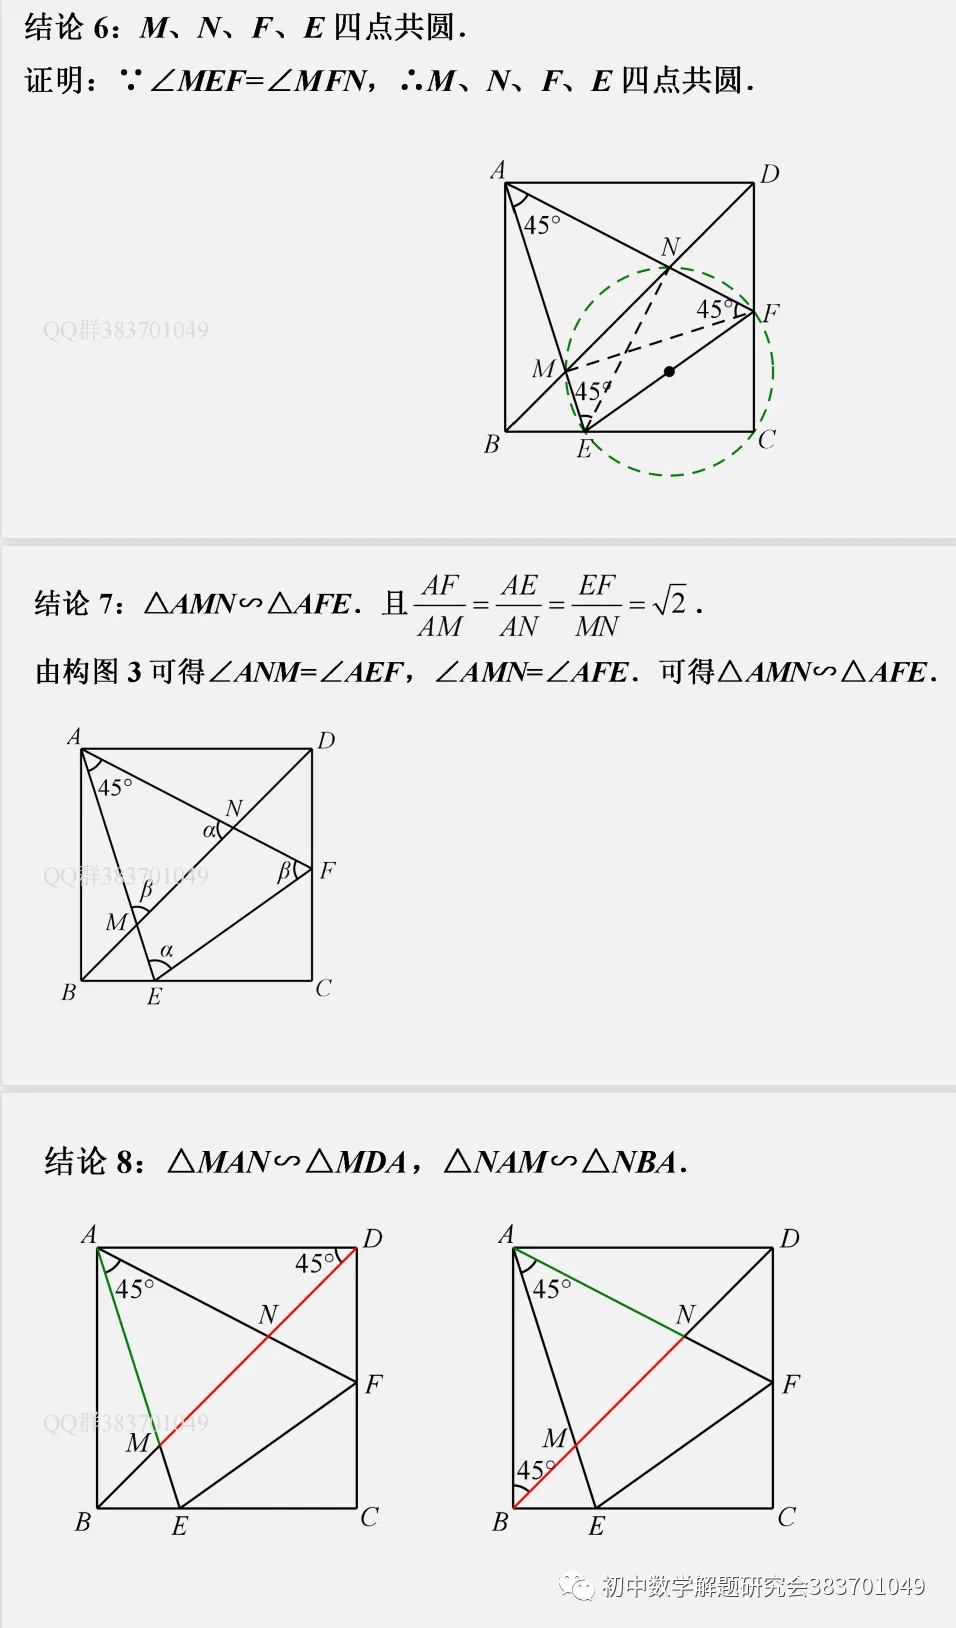 结论 6：M、N、F、E 四点共圆.
证明：∵∠MEF=∠MFN，∴M、N、F、E 四点共圆.
A
D
45°
N
QQ群383701049
45°
F
M
45°
B
E
C
结论 7：△AMN∽△AFE. 且 AF/AM = AE/AN = EF/MN = √2 .
由构图 3 可得∠ANM=∠AEF，∠AMN=∠AFE. 可得△AMN∽△AFE.
A
D
45°
N
α
QQ群383701049
β
F
β
M
α
B
E
C
结论 8：△MAN∽△MDA，△NAM∽△NBA.
A
D
45°
45°
N
F
QQ群383701049
M
B
E
C
A
D
45°
N
F
M
45°
B
E
C
初中数学解题研究会383701049